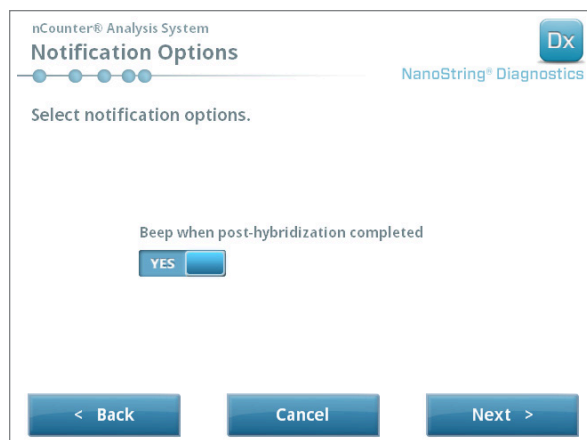 nCounter® Analysis System
Notification Options
Dx
NanoString® Diagnostics
Select notification options.
Beep when post-hybridization completed
YES
< Back
Cancel
Next >